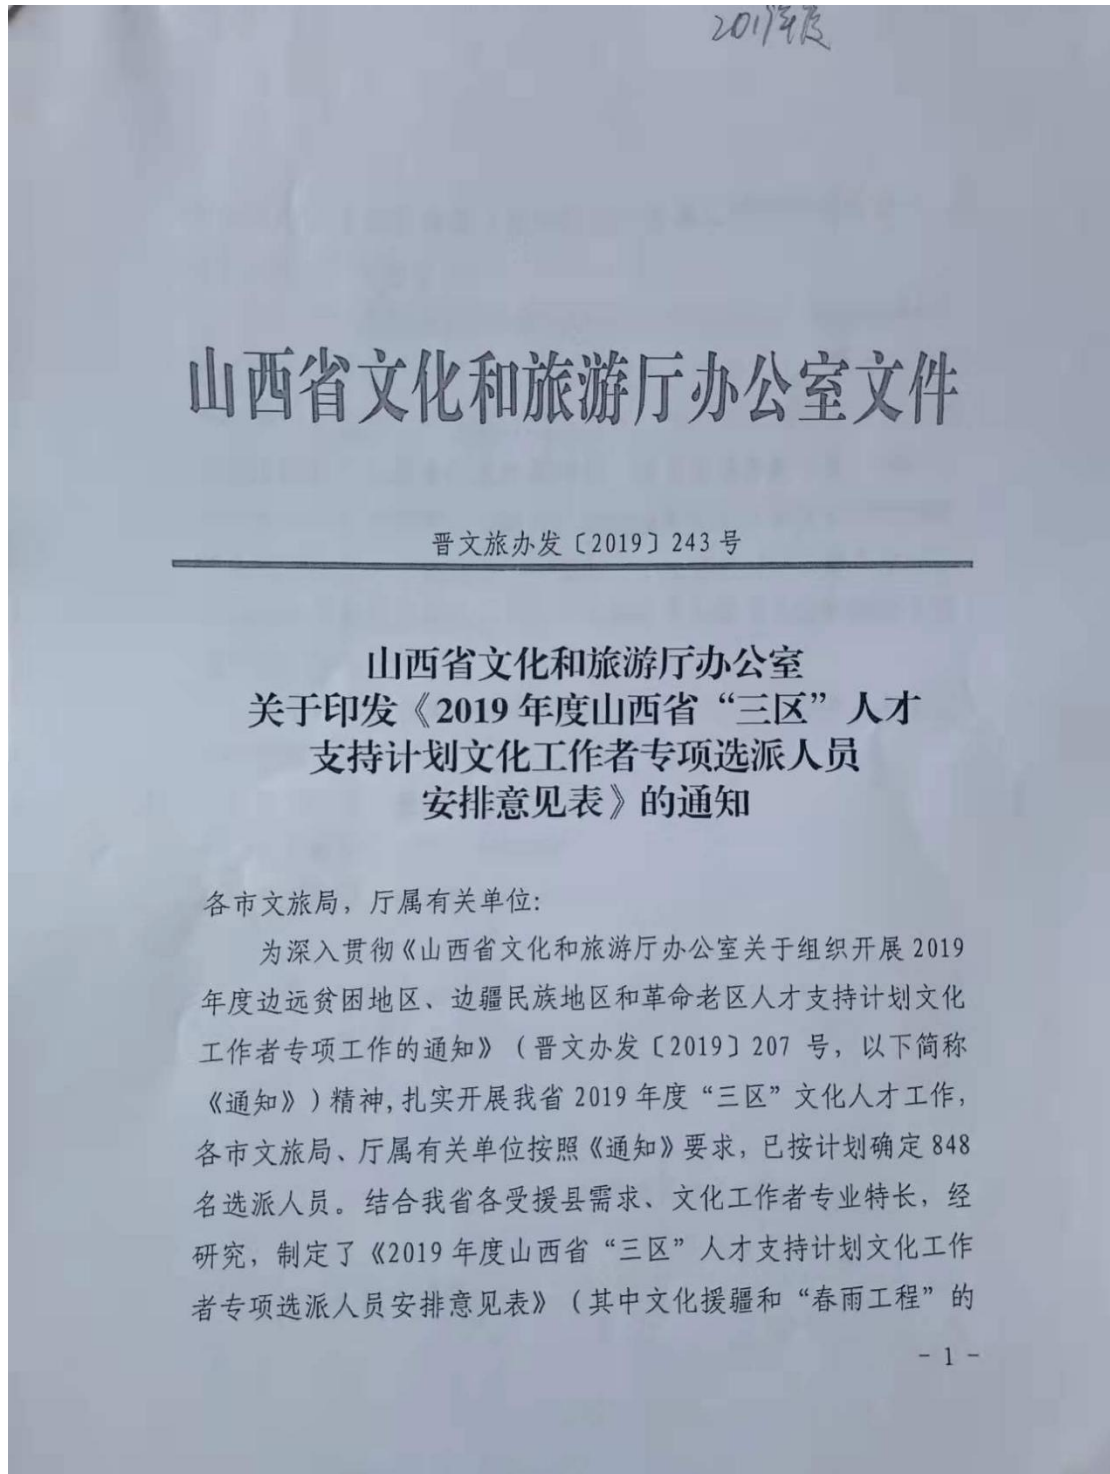 2019年度
山西省文化和旅游厅办公室文件
晋文旅办发〔2019〕243号
山西省文化和旅游厅办公室
关于印发《2019年度山西省“三区”人才
支持计划文化工作者专项选派人员
安排意见表》的通知
各市文旅局，厅属有关单位：
为深入贯彻《山西省文化和旅游厅办公室关于组织开展2019
年度边远贫困地区、边疆民族地区和革命老区人才支持计划文化
工作者专项工作的通知》（晋文办发〔2019〕207号，以下简称
《通知》）精神，扎实开展我省2019年度“三区”文化人才工作，
各市文旅局、厅属有关单位按照《通知》要求，已按计划确定848
名选派人员。结合我省各受援县需求、文化工作者专业特长，经
研究，制定了《2019年度山西省“三区”人才支持计划文化工作
者专项选派人员安排意见表》（其中文化援疆和“春雨工程”的
- 1 -